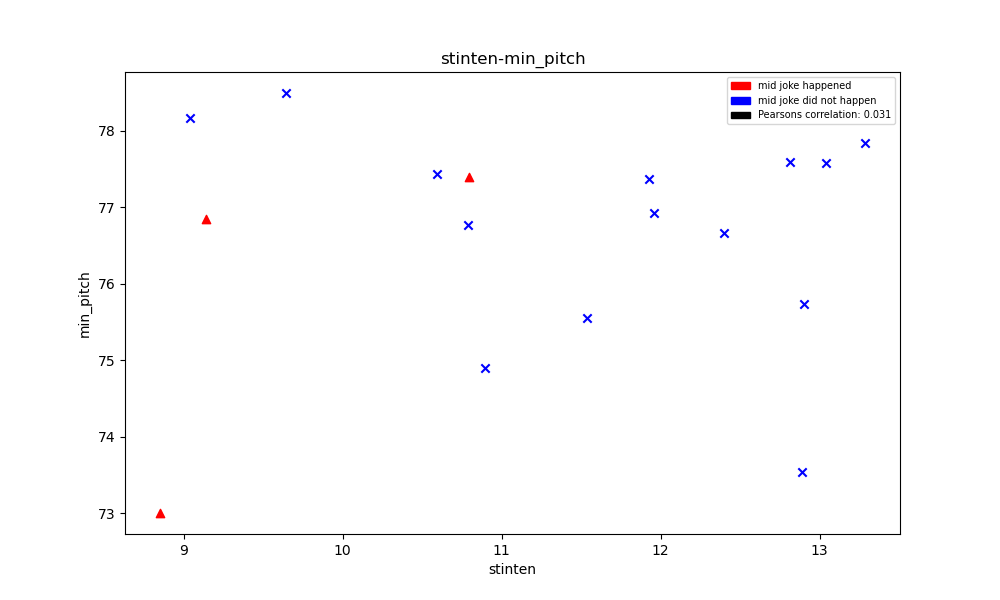 stinten-min_pitch
mid joke happened
mid joke did not happen
Pearsons correlation: 0.031
78
77
76
75
74
73
min_pitch
9 10 11 12 13
stinten